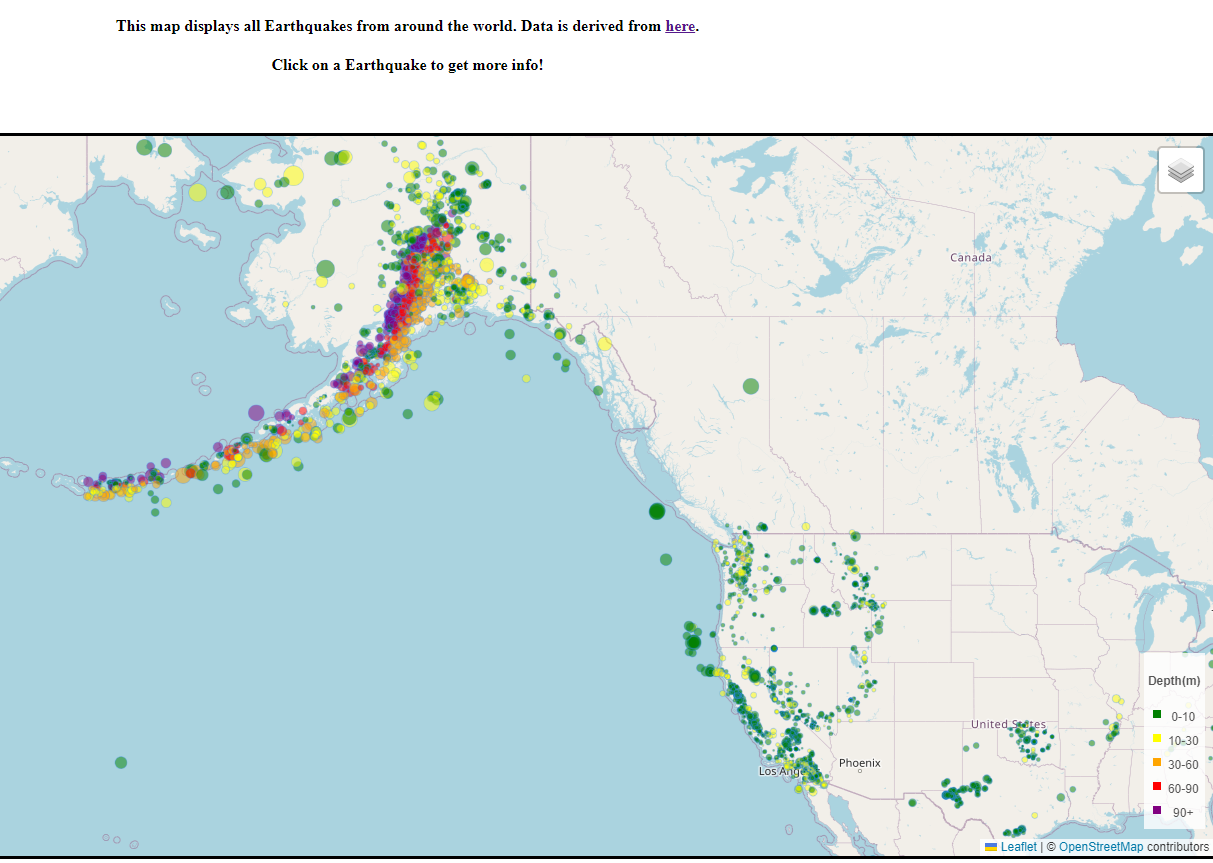 This map displays all Earthquakes from around the world. Data is derived from here.
Click on a Earthquake to get more info!
Canada
United States
Phoenix
Los Angeles
Depth(m)
0-10
10-30
30-60
60-90
90+
Leaflet | © OpenStreetMap contributors